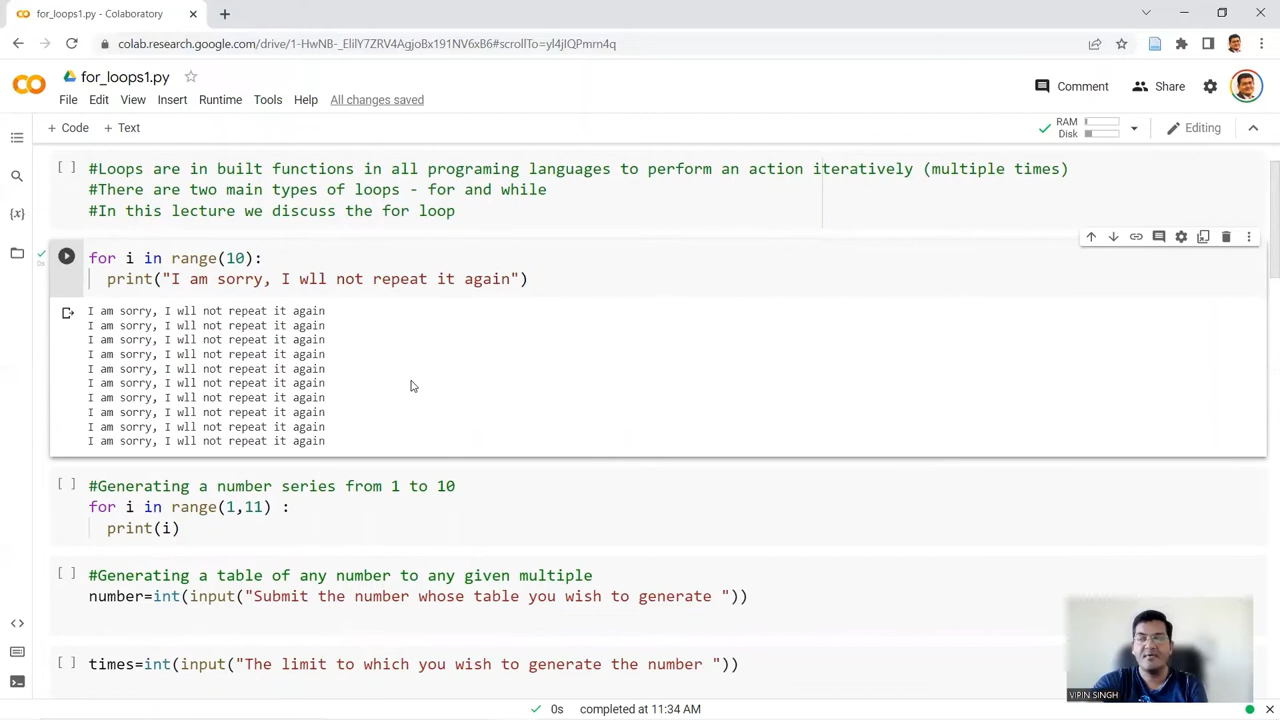 for_loops1.py - Colaboratory
colab.research.google.com/drive/1-HwNB-_ElilY7ZRV4AgjoBx191NV6xB6#scrollTo=yl4jIQPmrn4q
for_loops1.py
File Edit View Insert Runtime Tools Help All changes saved
Comment Share
+ Code + Text
RAM
Disk
Editing
[ ] #Loops are in built functions in all programing languages to perform an action iteratively (multiple times)
#There are two main types of loops - for and while
#In this lecture we discuss the for loop
0s
for i in range(10):
print("I am sorry, I wll not repeat it again")
I am sorry, I wll not repeat it again
I am sorry, I wll not repeat it again
I am sorry, I wll not repeat it again
I am sorry, I wll not repeat it again
I am sorry, I wll not repeat it again
I am sorry, I wll not repeat it again
I am sorry, I wll not repeat it again
I am sorry, I wll not repeat it again
I am sorry, I wll not repeat it again
I am sorry, I wll not repeat it again
[ ] #Generating a number series from 1 to 10
for i in range(1,11) :
print(i)
[ ] #Generating a table of any number to any given multiple
number=int(input("Submit the number whose table you wish to generate "))
[ ] times=int(input("The limit to which you wish to generate the number "))
VIPIN SINGH
0s completed at 11:34 AM